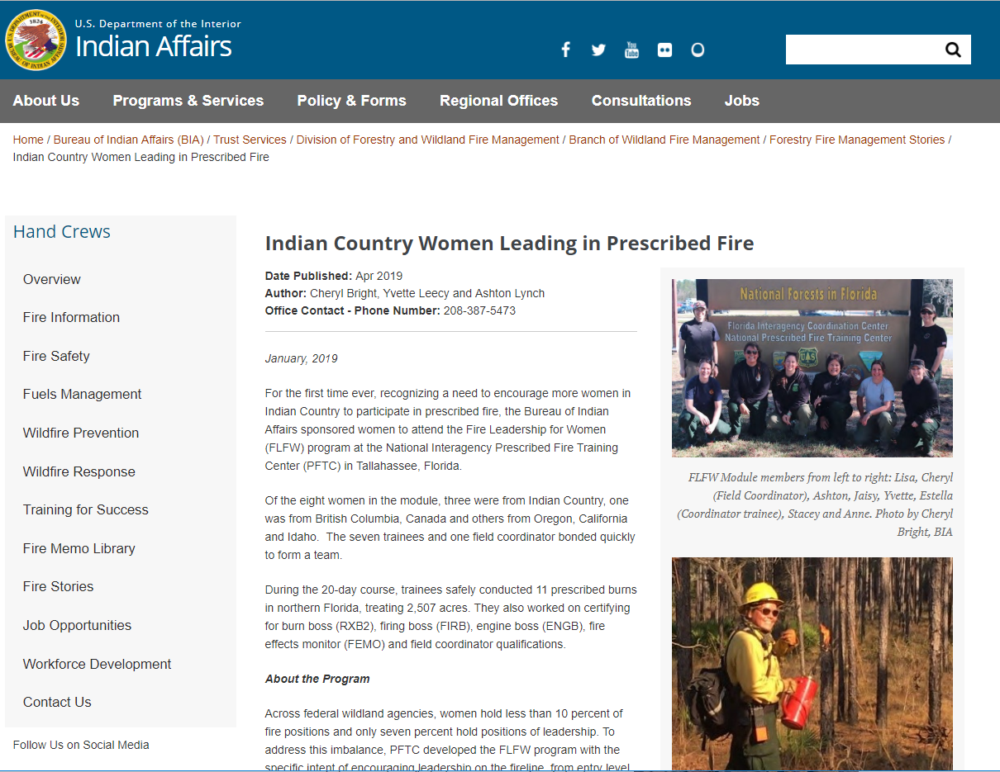 U.S. Department of the Interior
Indian Affairs
About Us Programs & Services Policy & Forms Regional Offices Consultations Jobs
Home / Bureau of Indian Affairs (BIA) / Trust Services / Division of Forestry and Wildland Fire Management / Branch of Wildland Fire Management / Forestry Fire Management Stories /
Indian Country Women Leading in Prescribed Fire
Hand Crews
Overview
Fire Information
Fire Safety
Fuels Management
Wildfire Prevention
Wildfire Response
Training for Success
Fire Memo Library
Fire Stories
Job Opportunities
Workforce Development
Contact Us
Follow Us on Social Media
Indian Country Women Leading in Prescribed Fire
Date Published: Apr 2019
Author: Cheryl Bright, Yvette Leecy and Ashton Lynch
Office Contact - Phone Number: 208-387-5473
January, 2019
For the first time ever, recognizing a need to encourage more women in
Indian Country to participate in prescribed fire, the Bureau of Indian
Affairs sponsored women to attend the Fire Leadership for Women
(FLFW) program at the National Interagency Prescribed Fire Training
Center (PFTC) in Tallahassee, Florida.
Of the eight women in the module, three were from Indian Country, one
was from British Columbia, Canada and others from Oregon, California
and Idaho. The seven trainees and one field coordinator bonded quickly
to form a team.
During the 20-day course, trainees safely conducted 11 prescribed burns
in northern Florida, treating 2,507 acres. They also worked on certifying
for burn boss (RXB2), firing boss (FIRB), engine boss (ENGB), fire
effects monitor (FEMO) and field coordinator qualifications.
About the Program
Across federal wildland agencies, women hold less than 10 percent of
fire positions and only seven percent hold positions of leadership. To
address this imbalance, PFTC developed the FLFW program with the
specific intent of encouraging leadership on the fireline, from entry level
National Forests in Florida
Florida Interagency Coordination Center
National Prescribed Fire Training Center
UAS
FLFW Module members from left to right: Lisa, Cheryl
(Field Coordinator), Ashton, Jaisy, Yvette, Estella
(Coordinator trainee), Stacey and Anne. Photo by Cheryl
Bright, BIA